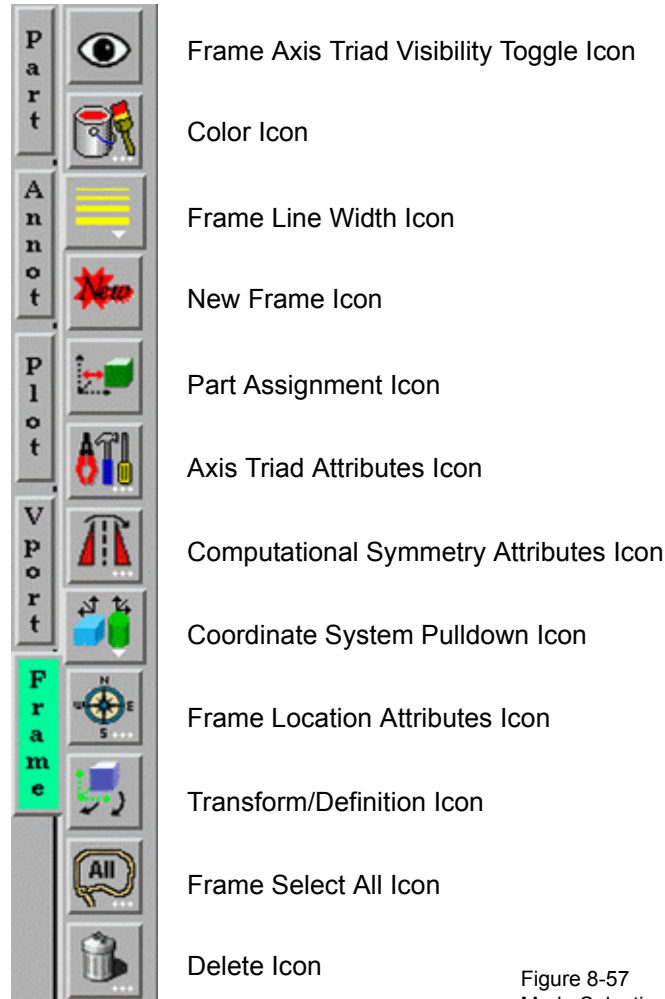 Part
Annot
Plot
Vport
Frame
Frame Axis Triad Visibility Toggle Icon
Color Icon
Frame Line Width Icon
New
New Frame Icon
Part Assignment Icon
Axis Triad Attributes Icon
Computational Symmetry Attributes Icon
Coordinate System Pulldown Icon
N
W E
S
Frame Location Attributes Icon
Transform/Definition Icon
All
Frame Select All Icon
Delete Icon
Figure 8-57